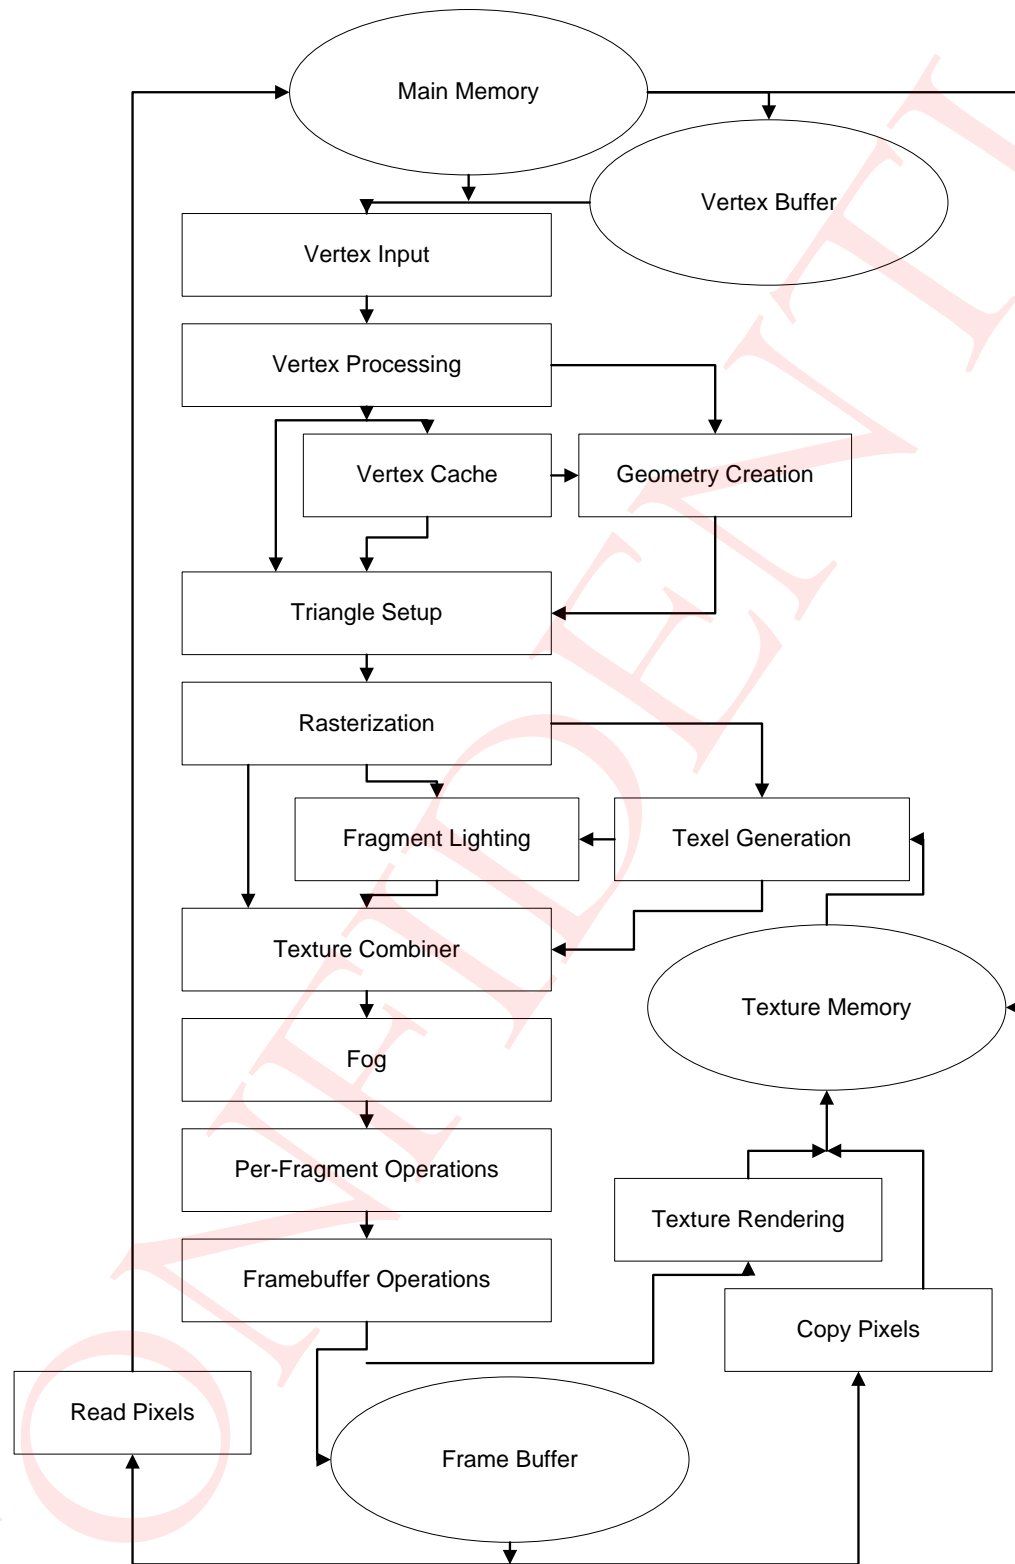 Main Memory
Vertex Buffer
Vertex Input
Vertex Processing
Vertex Cache
Geometry Creation
Triangle Setup
Rasterization
Fragment Lighting
Texel Generation
Texture Combiner
Texture Memory
Fog
Per-Fragment Operations
Texture Rendering
Framebuffer Operations
Copy Pixels
Read Pixels
Frame Buffer
ONFIDENTI